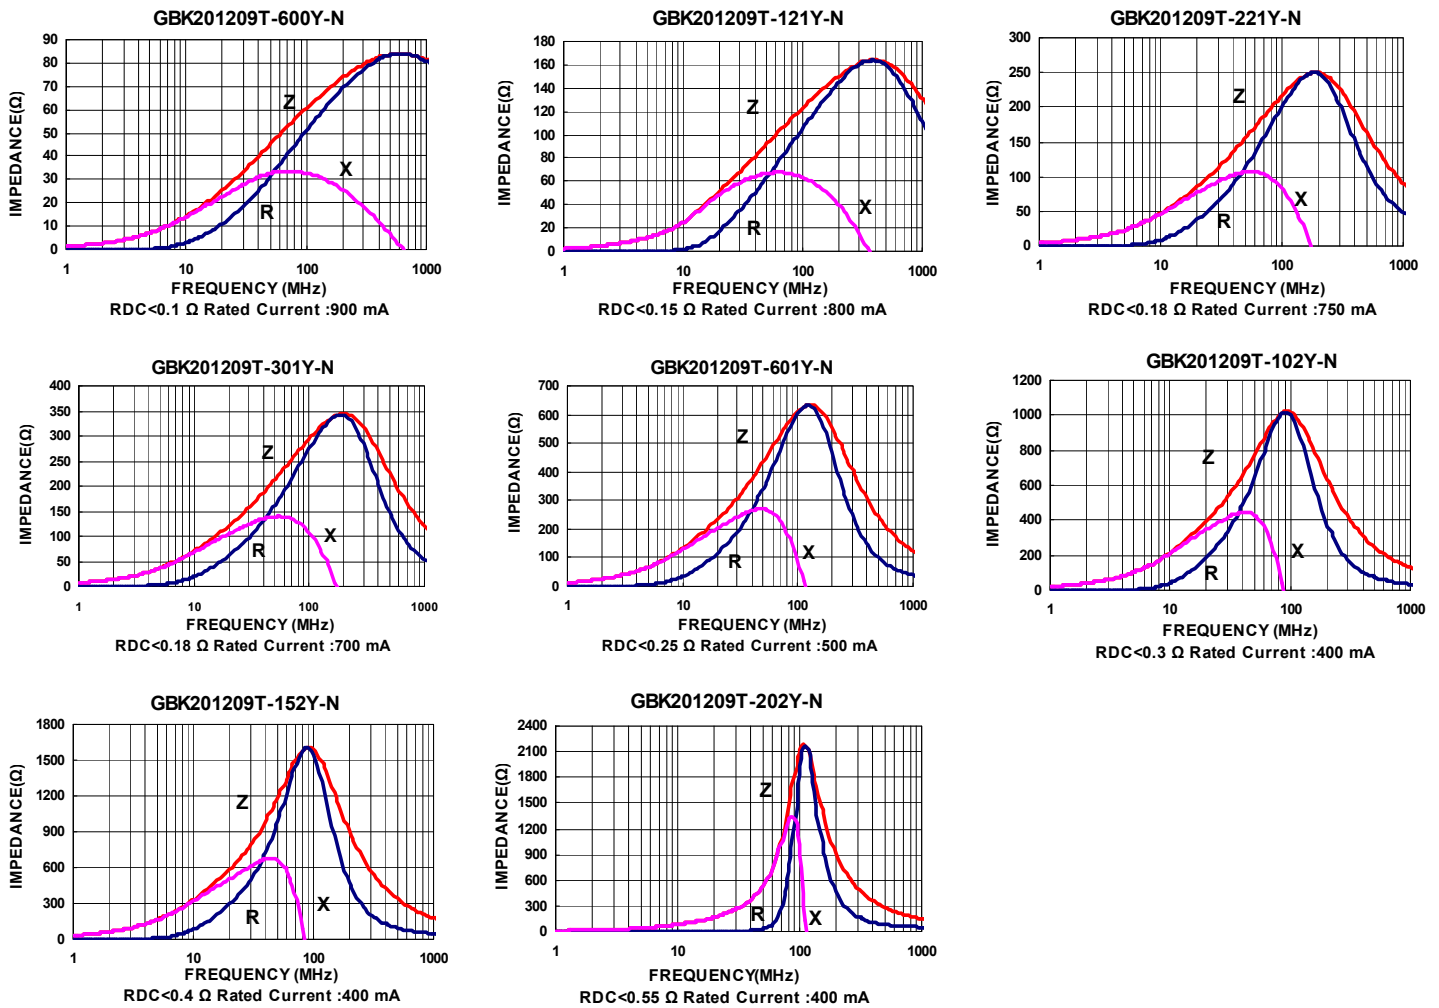 GBK201209T-600Y-N
IMPEDANCE(Ω)
90
80
70
60
50
40
30
20
10
0
Z
X
R
1
10
100
1000
FREQUENCY (MHz)
RDC<0.1 Ω Rated Current :900 mA
GBK201209T-121Y-N
IMPEDANCE(Ω)
180
160
140
120
100
80
60
40
20
0
Z
X
R
1
10
100
1000
FREQUENCY (MHz)
RDC<0.15 Ω Rated Current :800 mA
GBK201209T-221Y-N
IMPEDANCE(Ω)
300
250
200
150
100
50
0
Z
X
R
1
10
100
1000
FREQUENCY (MHz)
RDC<0.18 Ω Rated Current :750 mA
GBK201209T-301Y-N
IMPEDANCE(Ω)
400
350
300
250
200
150
100
50
0
Z
X
R
1
10
100
1000
FREQUENCY (MHz)
RDC<0.18 Ω Rated Current :700 mA
GBK201209T-601Y-N
IMPEDANCE(Ω)
700
600
500
400
300
200
100
0
Z
X
R
1
10
100
1000
FREQUENCY (MHz)
RDC<0.25 Ω Rated Current :500 mA
GBK201209T-102Y-N
IMPEDANCE(Ω)
1200
1000
800
600
400
200
0
Z
X
R
1
10
100
1000
FREQUENCY (MHz)
RDC<0.3 Ω Rated Current :400 mA
GBK201209T-152Y-N
IMPEDANCE(Ω)
1800
1500
1200
900
600
300
0
Z
R
X
1
10
100
1000
FREQUENCY (MHz)
RDC<0.4 Ω Rated Current :400 mA
GBK201209T-202Y-N
IMPEDANCE(Ω)
2400
2100
1800
1500
1200
900
600
300
0
Z
R
X
1
10
100
1000
FREQUENCY(MHz)
RDC<0.55 Ω Rated Current :400 mA